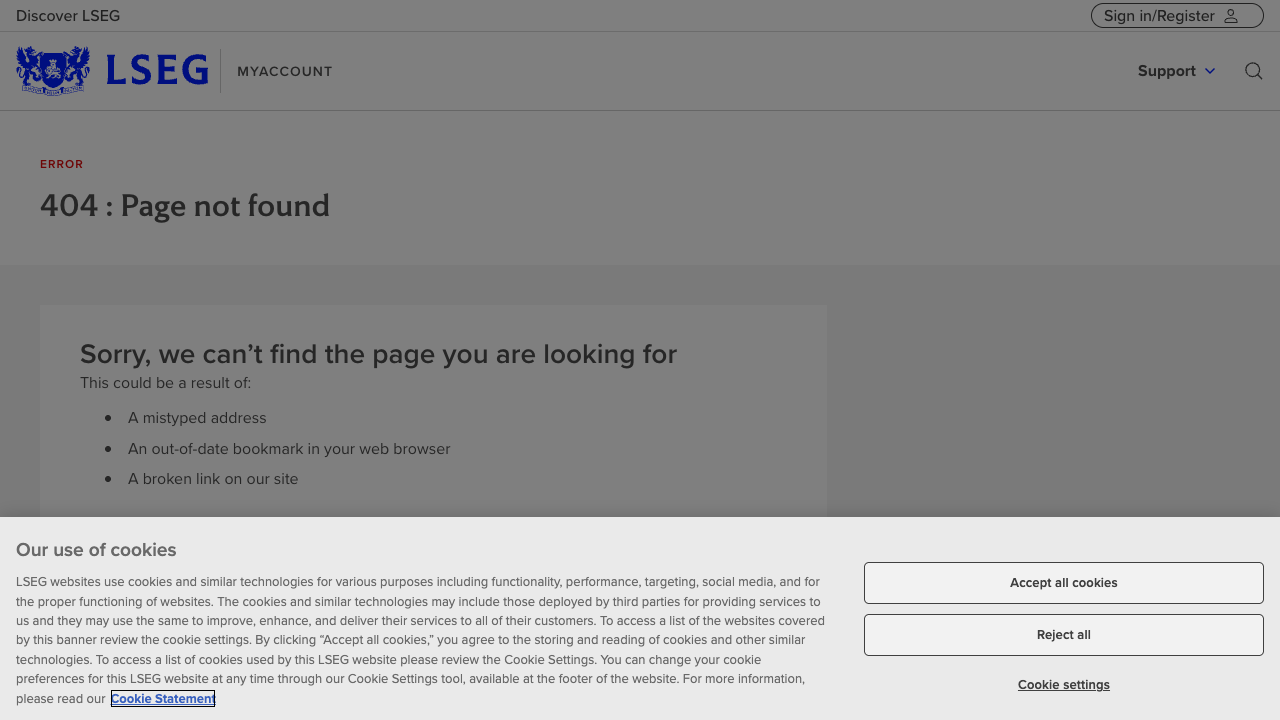 Discover LSEG
Sign in/Register
LSEG
MYACCOUNT
Support
ERROR
404 : Page not found
Sorry, we can’t find the page you are looking for
This could be a result of:
A mistyped address
An out-of-date bookmark in your web browser
A broken link on our site
Our use of cookies
LSEG websites use cookies and similar technologies for various purposes including functionality, performance, targeting, social media, and for
the proper functioning of websites. The cookies and similar technologies may include those deployed by third parties for providing services to
us and they may use the same to improve, enhance, and deliver their services to all of their customers. To access a list of the websites covered
by this banner review the cookie settings. By clicking “Accept all cookies,” you agree to the storing and reading of cookies and other similar
technologies. To access a list of cookies used by this LSEG website please review the Cookie Settings. You can change your cookie
preferences for this LSEG website at any time through our Cookie Settings tool, available at the footer of the website. For more information,
please read our Cookie Statement
Accept all cookies
Reject all
Cookie settings